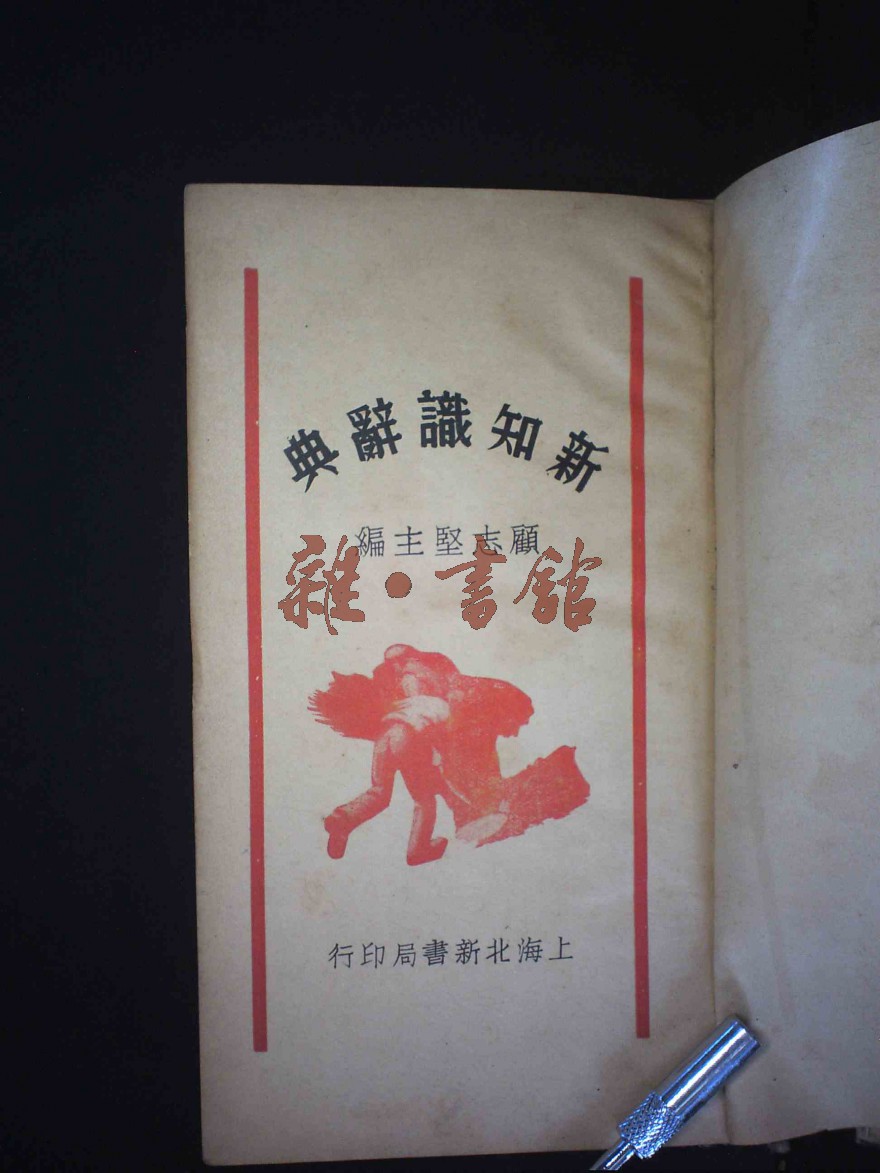 新知識辭典
顧志堅主編
雜·書館
上海北新書局印行